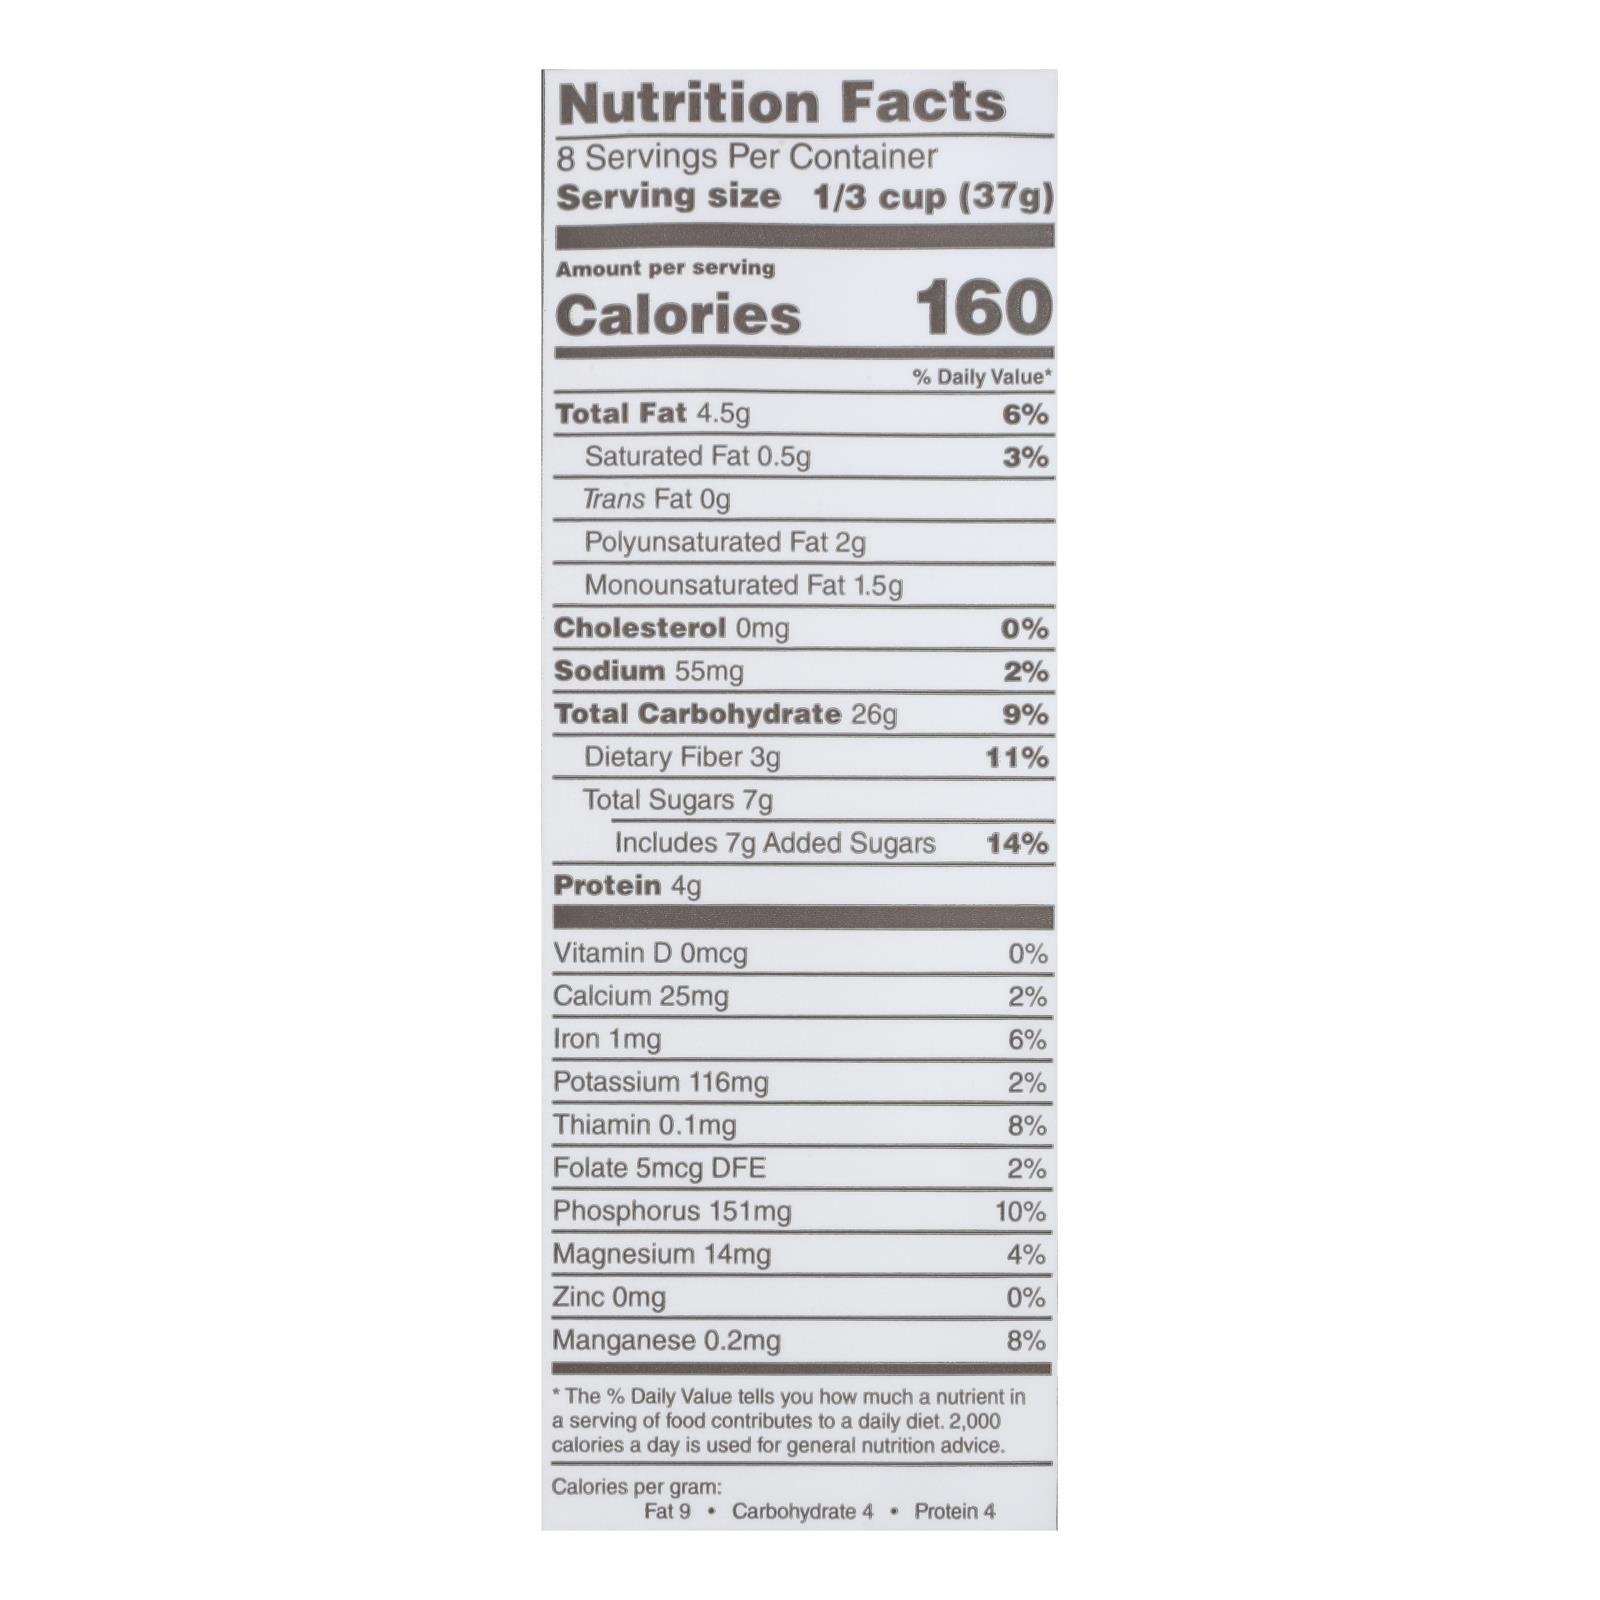 Nutrition Facts
8 Servings Per Container
Serving size 1/3 cup (37g)
Amount per serving
Calories 160
% Daily Value*
Total Fat 4.5g 6%
Saturated Fat 0.5g 3%
Trans Fat 0g
Polyunsaturated Fat 2g
Monounsaturated Fat 1.5g
Cholesterol 0mg 0%
Sodium 55mg 2%
Total Carbohydrate 26g 9%
Dietary Fiber 3g 11%
Total Sugars 7g
Includes 7g Added Sugars 14%
Protein 4g
Vitamin D 0mcg 0%
Calcium 25mg 2%
Iron 1mg 6%
Potassium 116mg 2%
Thiamin 0.1mg 8%
Folate 5mcg DFE 2%
Phosphorus 151mg 10%
Magnesium 14mg 4%
Zinc 0mg 0%
Manganese 0.2mg 8%
* The % Daily Value tells you how much a nutrient in
a serving of food contributes to a daily diet. 2,000
calories a day is used for general nutrition advice.
Calories per gram:
Fat 9 • Carbohydrate 4 • Protein 4